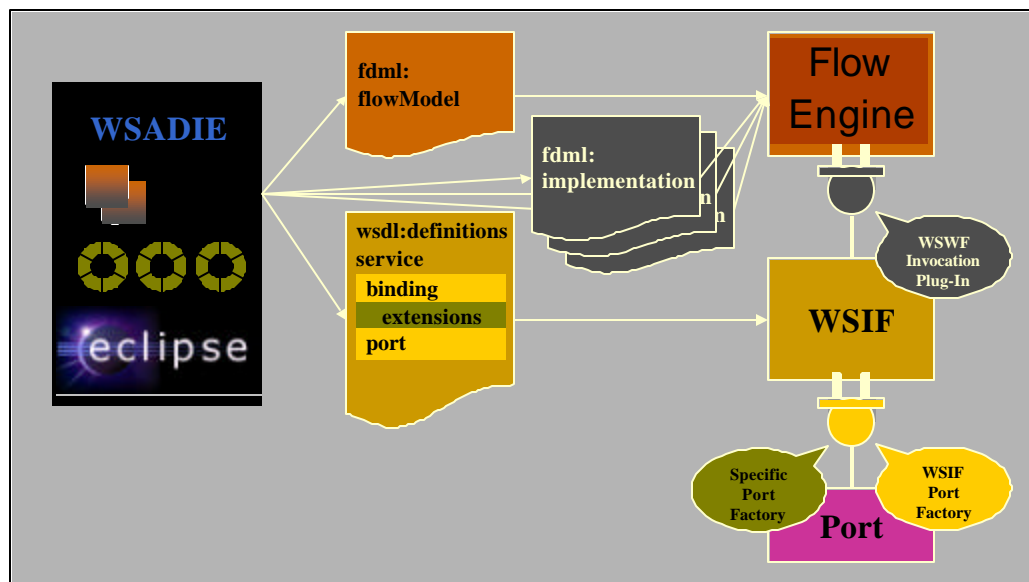 WSADIE
eclipse
fdml:
flowModel
fdml:
implementation
n
n
wsdl:definitions
service
binding
extensions
port
Flow
Engine
WSWF
Invocation
Plug-In
WSIF
Specific
Port
Factory
WSIF
Port
Factory
Port